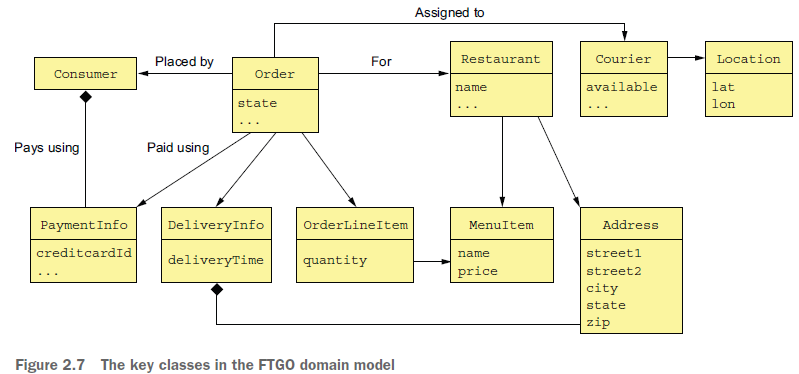 Assigned to
Consumer
Placed by
Order
state
...
For
Restaurant
name
...
Courier
available
...
Location
lat
lon
Pays using
Paid using
PaymentInfo
creditcardId
...
DeliveryInfo
deliveryTime
OrderLineItem
quantity
MenuItem
name
price
Address
street1
street2
city
state
zip
Figure 2.7 The key classes in the FTGO domain model